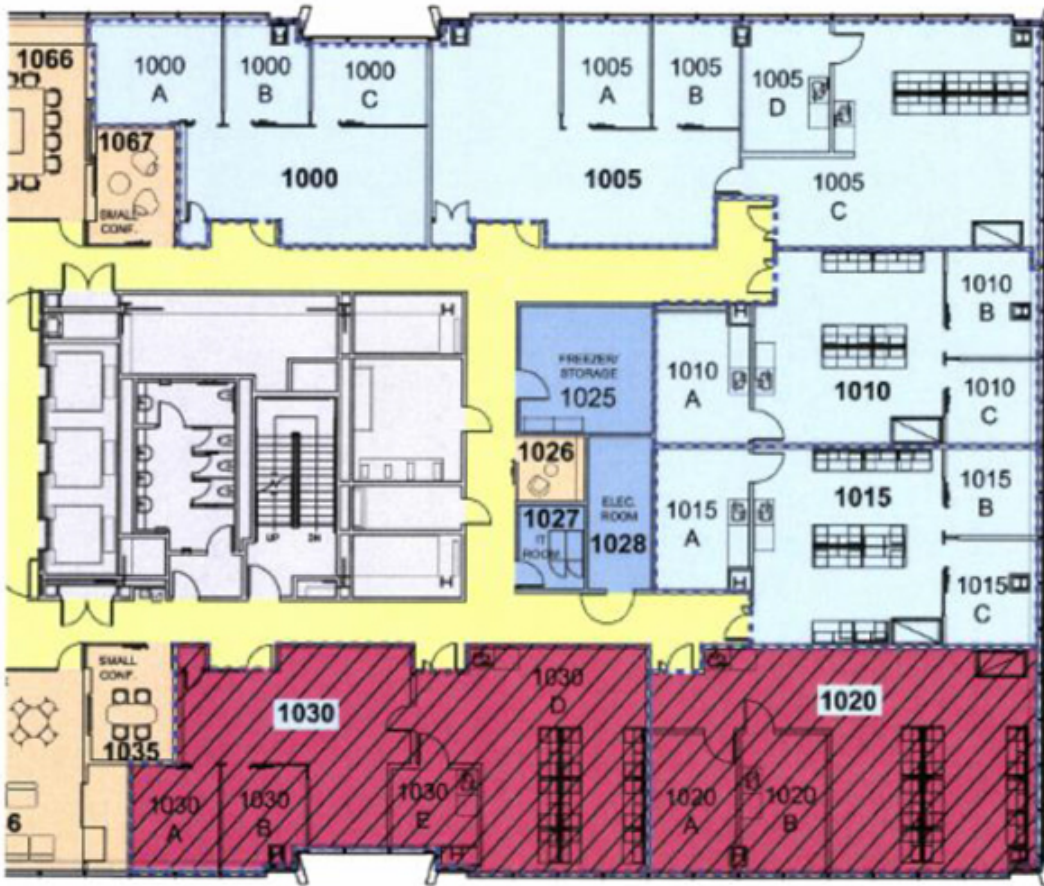 1066
1000
A
1000
B
1000
C
1005
A
1005
B
1005
D
1067
SMALL
CONF.
1000
1005
1005
C
FREEZER/
STORAGE
1025
1010
A
1010
1010
B
1010
C
1026
1027
IT
ROOM
ELEC.
ROOM
1028
1015
A
1015
1015
B
1015
C
UP
DN
SMALL
CONF.
1035
1030
1030
D
1020
1030
A
1030
B
1030
E
1020
A
1020
B
6